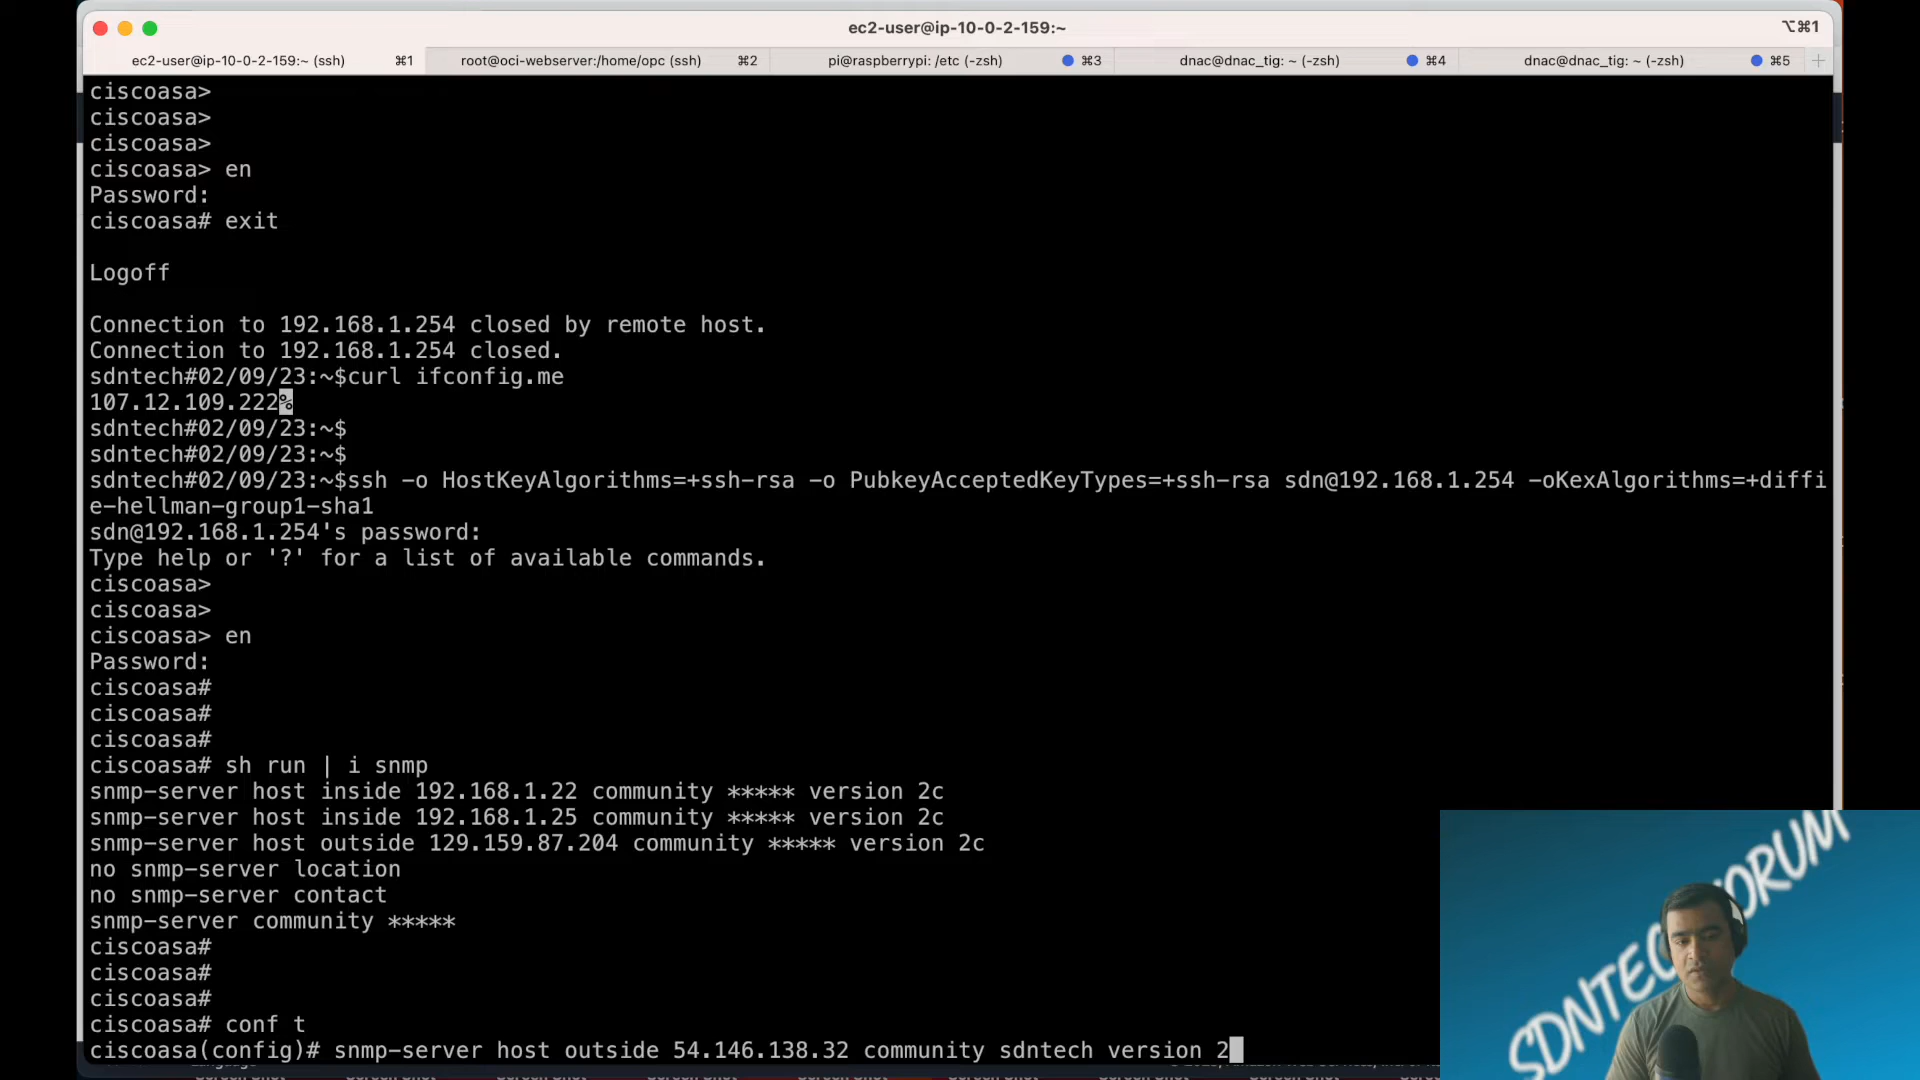 ec2-user@ip-10-0-2-159:~
⌥⌘1
ec2-user@ip-10-0-2-159:~ (ssh) ⌘1 root@oci-webserver:/home/opc (ssh) ⌘2 pi@raspberrypi: /etc (-zsh) ⌘3 dnac@dnac_tig: ~ (-zsh) ⌘4 dnac@dnac_tig: ~ (-zsh) ⌘5 +
ciscoasa>
ciscoasa>
ciscoasa>
ciscoasa> en
Password:
ciscoasa# exit
Logoff
Connection to 192.168.1.254 closed by remote host.
Connection to 192.168.1.254 closed.
sdntech#02/09/23:~$curl ifconfig.me
107.12.109.222%
sdntech#02/09/23:~$
sdntech#02/09/23:~$
sdntech#02/09/23:~$ssh -o HostKeyAlgorithms=+ssh-rsa -o PubkeyAcceptedKeyTypes=+ssh-rsa sdn@192.168.1.254 -oKexAlgorithms=+diffi
e-hellman-group1-sha1
sdn@192.168.1.254's password:
Type help or '?' for a list of available commands.
ciscoasa>
ciscoasa>
ciscoasa> en
Password:
ciscoasa#
ciscoasa#
ciscoasa#
ciscoasa# sh run | i snmp
snmp-server host inside 192.168.1.22 community ***** version 2c
snmp-server host inside 192.168.1.25 community ***** version 2c
snmp-server host outside 129.159.87.204 community ***** version 2c
no snmp-server location
no snmp-server contact
snmp-server community *****
ciscoasa#
ciscoasa#
ciscoasa#
ciscoasa# conf t
ciscoasa(config)# snmp-server host outside 54.146.138.32 community sdntech version 2